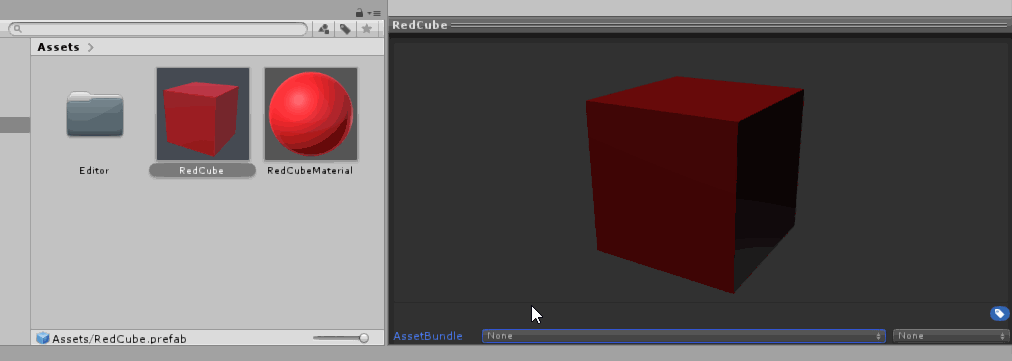 RedCube
Assets
Editor
RedCube
RedCubeMaterial
Assets/RedCube.prefab
AssetBundle
None
None